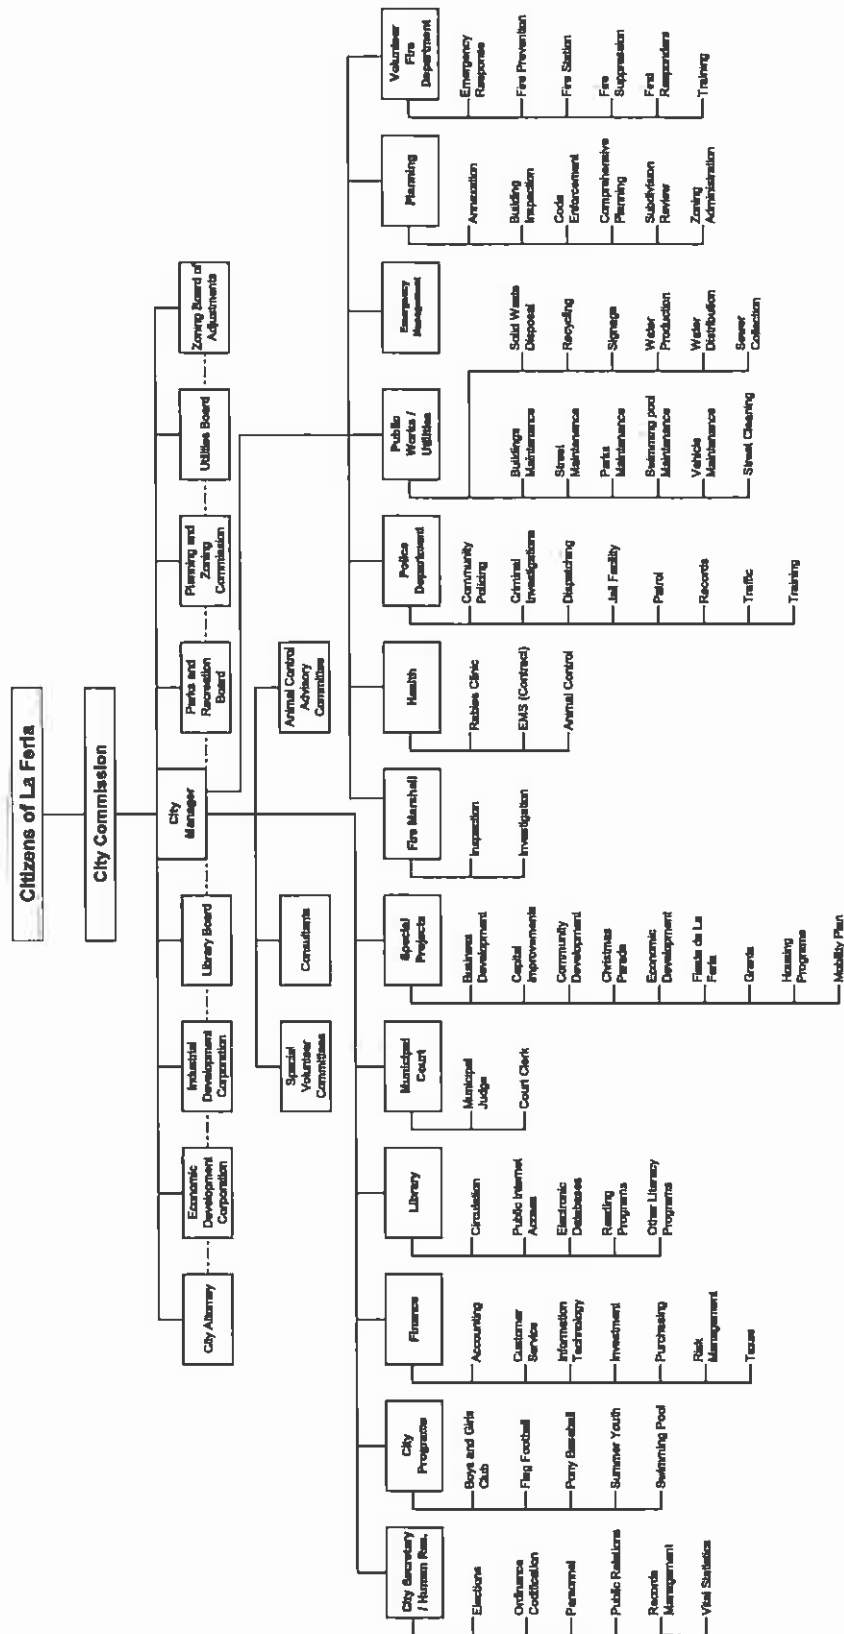 Citizens of La Feria
City Commission
City
Manager
City Attorney
Economic
Development
Corporation
Industrial
Development
Corporation
Library Board
Parks and
Recreation
Board
Planning and
Zoning
Commission
Utilities Board
Zoning Board of
Adjustments
Special
Volunteer
Committees
Consultants
Animal Control
Advisory
Committee
City Secretary
/ Human Res.
Elections
Ordinance
Codification
Personnel
Public Relations
Records
Management
Vital Statistics
City
Programs
Boys and Girls
Club
Flag Football
Pony Baseball
Summer Youth
Swimming Pool
Finance
Accounting
Customer
Service
Information
Technology
Investment
Purchasing
Risk
Management
Taxes
Library
Circulation
Public Internet
Access
Electronic
Databases
Reading
Programs
Other Literacy
Programs
Municipal
Court
Municipal
Judge
Court Clerk
Special
Projects
Business
Development
Capital
Improvements
Community
Development
Christmas
Parade
Economic
Development
Fiesta de La
Feria
Grants
Housing
Programs
Mobility Plan
Fire Marshall
Inspection
Investigation
Health
Rabies Clinic
EMS (Contract)
Animal Control
Police
Department
Community
Policing
Criminal
Investigations
Dispatching
Jail Facility
Patrol
Records
Traffic
Training
Public
Works /
Utilities
Buildings
Maintenance
Street
Maintenance
Parks
Maintenance
Swimming pool
Maintenance
Vehicle
Maintenance
Street Cleaning
Solid Waste
Disposal
Recycling
Signage
Water
Production
Water
Distribution
Sewer
Collection
Emergency
Management
Planning
Annexation
Building
Inspection
Code
Enforcement
Comprehensive
Planning
Subdivision
Review
Zoning
Administration
Volunteer
Fire
Department
Emergency
Response
Fire Prevention
Fire Station
Fire
Suppression
First
Responders
Training